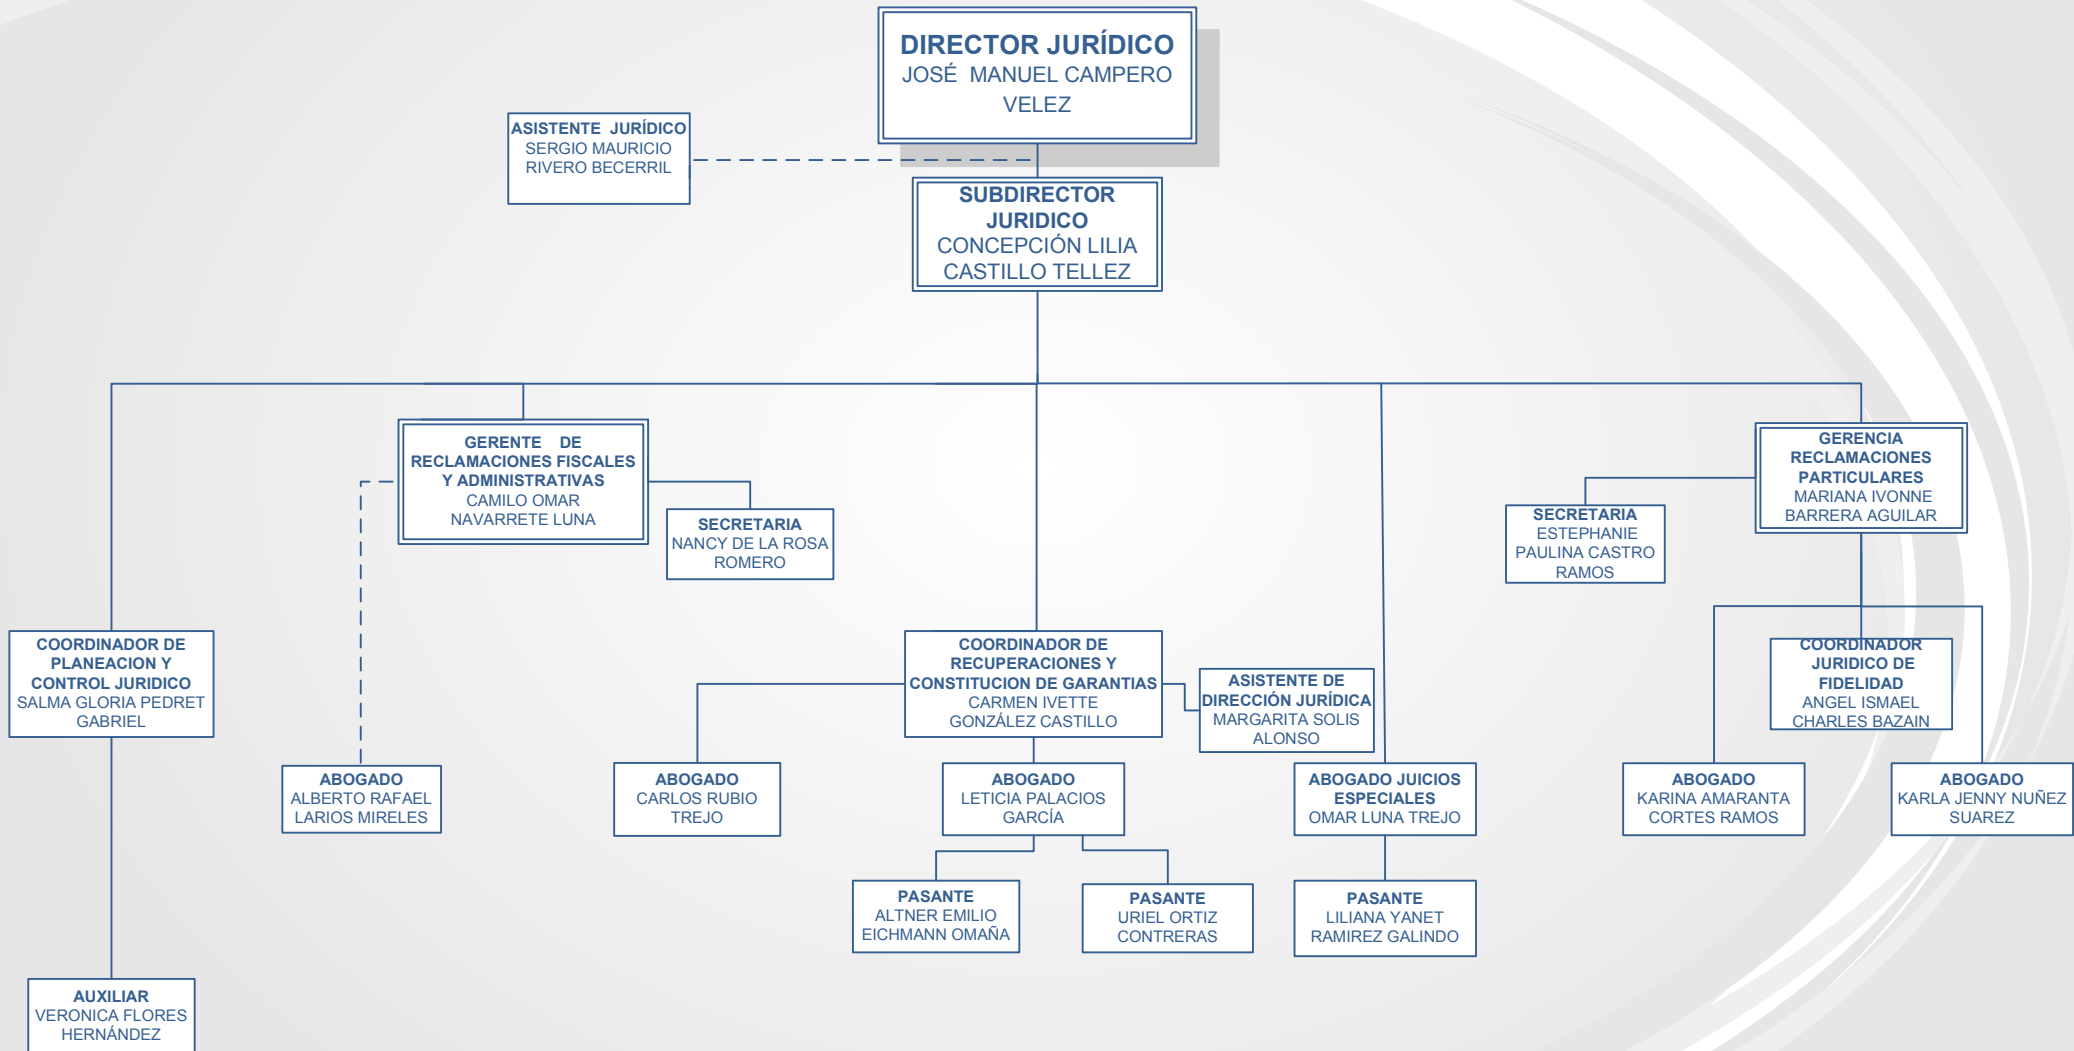 DIRECTOR JURÍDICO
JOSÉ MANUEL CAMPERO
VELEZ
ASISTENTE JURÍDICO
SERGIO MAURICIO
RIVERO BECERRIL
SUBDIRECTOR
JURIDICO
CONCEPCIÓN LILIA
CASTILLO TELLEZ
GERENTE DE
RECLAMACIONES FISCALES
Y ADMINISTRATIVAS
CAMILO OMAR
NAVARRETE LUNA
SECRETARIA
NANCY DE LA ROSA
ROMERO
GERENCIA
RECLAMACIONES
PARTICULARES
MARIANA IVONNE
BARRERA AGUILAR
SECRETARIA
ESTEPHANIE
PAULINA CASTRO
RAMOS
COORDINADOR DE
PLANEACION Y
CONTROL JURIDICO
SALMA GLORIA PEDRET
GABRIEL
COORDINADOR DE
RECUPERACIONES Y
CONSTITUCION DE GARANTIAS
CARMEN IVETTE
GONZÁLEZ CASTILLO
ASISTENTE DE
DIRECCIÓN JURÍDICA
MARGARITA SOLIS
ALONSO
COORDINADOR
JURIDICO DE
FIDELIDAD
ANGEL ISMAEL
CHARLES BAZAIN
ABOGADO
ALBERTO RAFAEL
LARIOS MIRELES
ABOGADO
CARLOS RUBIO
TREJO
ABOGADO
LETICIA PALACIOS
GARCÍA
ABOGADO JUICIOS
ESPECIALES
OMAR LUNA TREJO
ABOGADO
KARINA AMARANTA
CORTES RAMOS
ABOGADO
KARLA JENNY NUÑEZ
SUAREZ
PASANTE
ALTNER EMILIO
EICHMANN OMAÑA
PASANTE
URIEL ORTIZ
CONTRERAS
PASANTE
LILIANA YANET
RAMIREZ GALINDO
AUXILIAR
VERONICA FLORES
HERNÁNDEZ